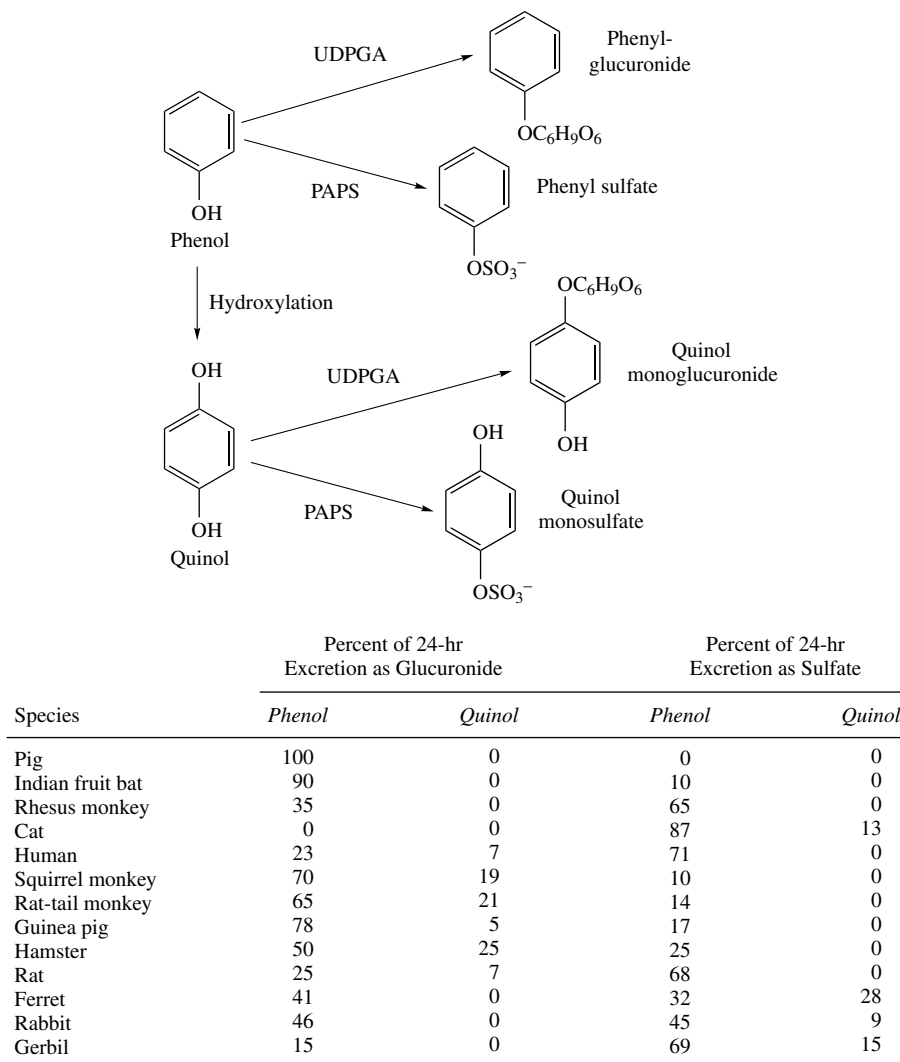 UDPGA
Phenyl-
glucuronide
OC₆H₉O₆
PAPS
Phenyl sulfate
OH
Phenol
OSO₃⁻
OC₆H₉O₆
Hydroxylation
OH
UDPGA
Quinol
monoglucuronide
OH
OH
PAPS
Quinol
monosulfate
OH
Quinol
OSO₃⁻
Percent of 24-hr Percent of 24-hr
Excretion as Glucuronide Excretion as Sulfate
Species Phenol Quinol Phenol Quinol
Pig 100 0 0 0
Indian fruit bat 90 0 10 0
Rhesus monkey 35 0 65 0
Cat 0 0 87 13
Human 23 7 71 0
Squirrel monkey 70 19 10 0
Rat-tail monkey 65 21 14 0
Guinea pig 78 5 17 0
Hamster 50 25 25 0
Rat 25 7 68 0
Ferret 41 0 32 28
Rabbit 46 0 45 9
Gerbil 15 0 69 15